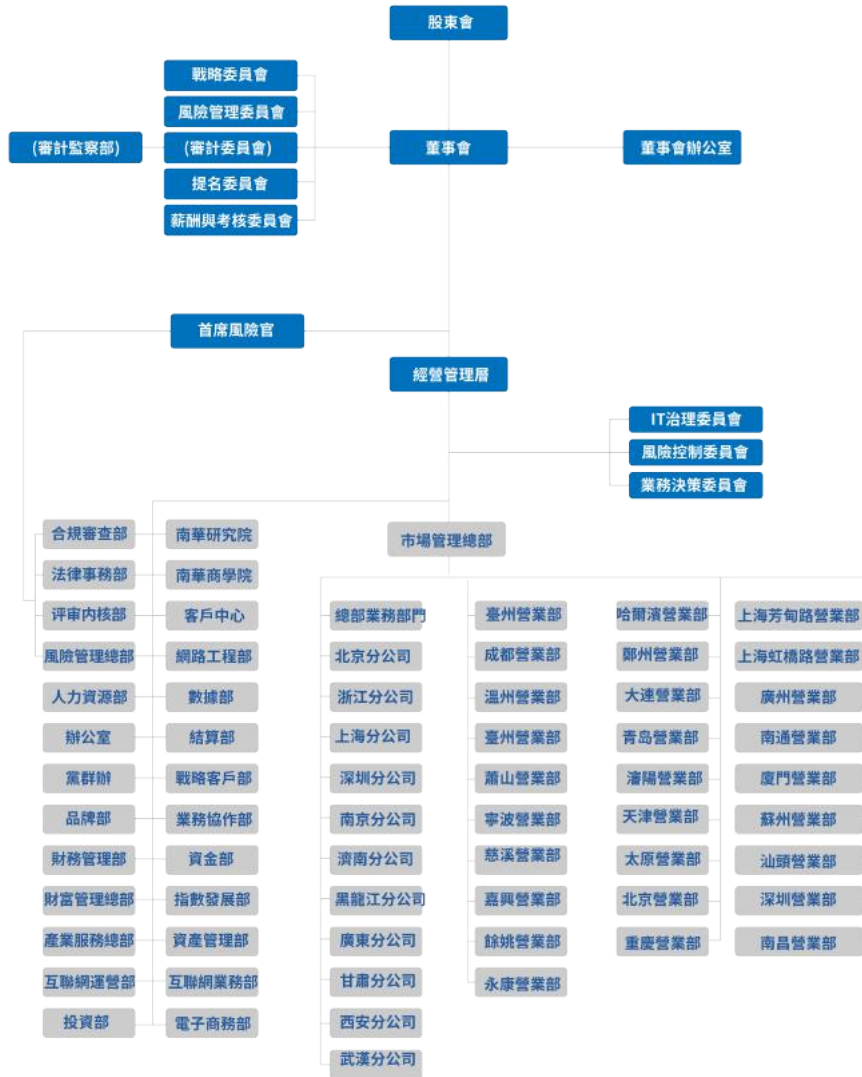 股東會
戰略委員會
風險管理委員會
(審計監察部)
(審計委員會)
董事會
董事會辦公室
提名委員會
薪酬與考核委員會
首席風險官
經營管理層
IT治理委員會
風險控制委員會
業務決策委員會
合規審查部
南華研究院
市場管理總部
法律事務部
南華商學院
评审内核部
客戶中心
風險管理總部
網路工程部
人力資源部
數據部
辦公室
結算部
黨群辦
戰略客戶部
品牌部
業務協作部
財務管理部
資金部
財富管理總部
指數發展部
產業服務總部
資產管理部
互聯網運營部
互聯網業務部
投資部
電子商務部
總部業務部門
北京分公司
浙江分公司
上海分公司
深圳分公司
南京分公司
濟南分公司
黑龍江分公司
廣東分公司
甘肅分公司
西安分公司
武漢分公司
臺州營業部
成都營業部
溫州營業部
臺州營業部
蕭山營業部
寧波營業部
慈溪營業部
嘉興營業部
餘姚營業部
永康營業部
哈爾濱營業部
鄭州營業部
大連營業部
青岛營業部
瀋陽營業部
天津營業部
太原營業部
北京營業部
重慶營業部
上海芳甸路營業部
上海虹橋路營業部
廣州營業部
南通營業部
廈門營業部
蘇州營業部
汕頭營業部
深圳營業部
南昌營業部